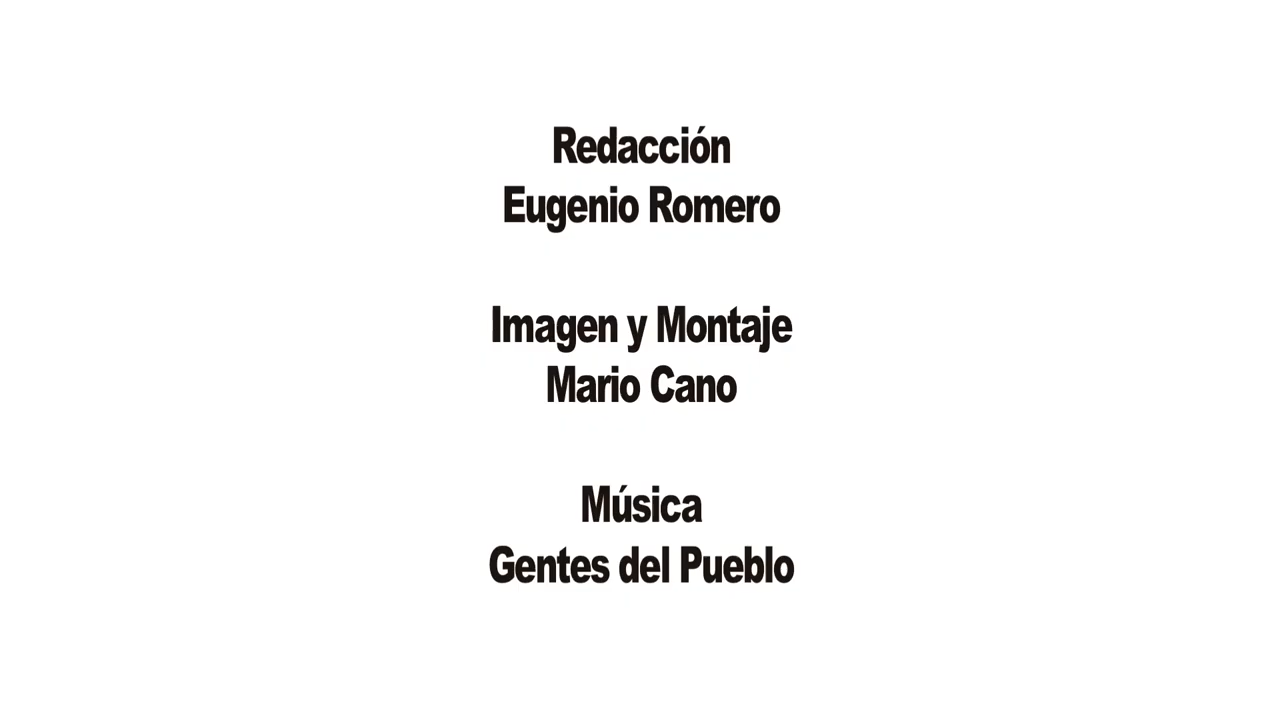 Redacción
Eugenio Romero
Imagen y Montaje
Mario Cano
Música
Gentes del Pueblo